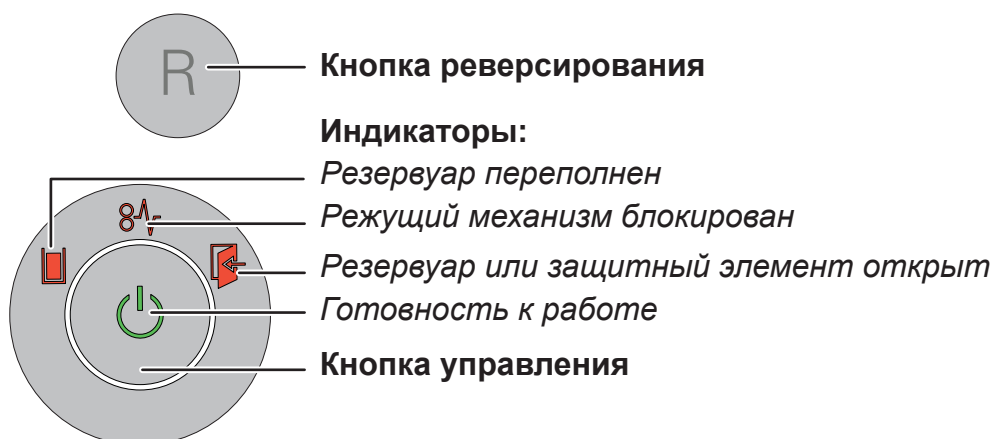 R
Кнопка реверсирования
Индикаторы:
Резервуар переполнен
Режущий механизм блокирован
Резервуар или защитный элемент открыт
Готовность к работе
Кнопка управления